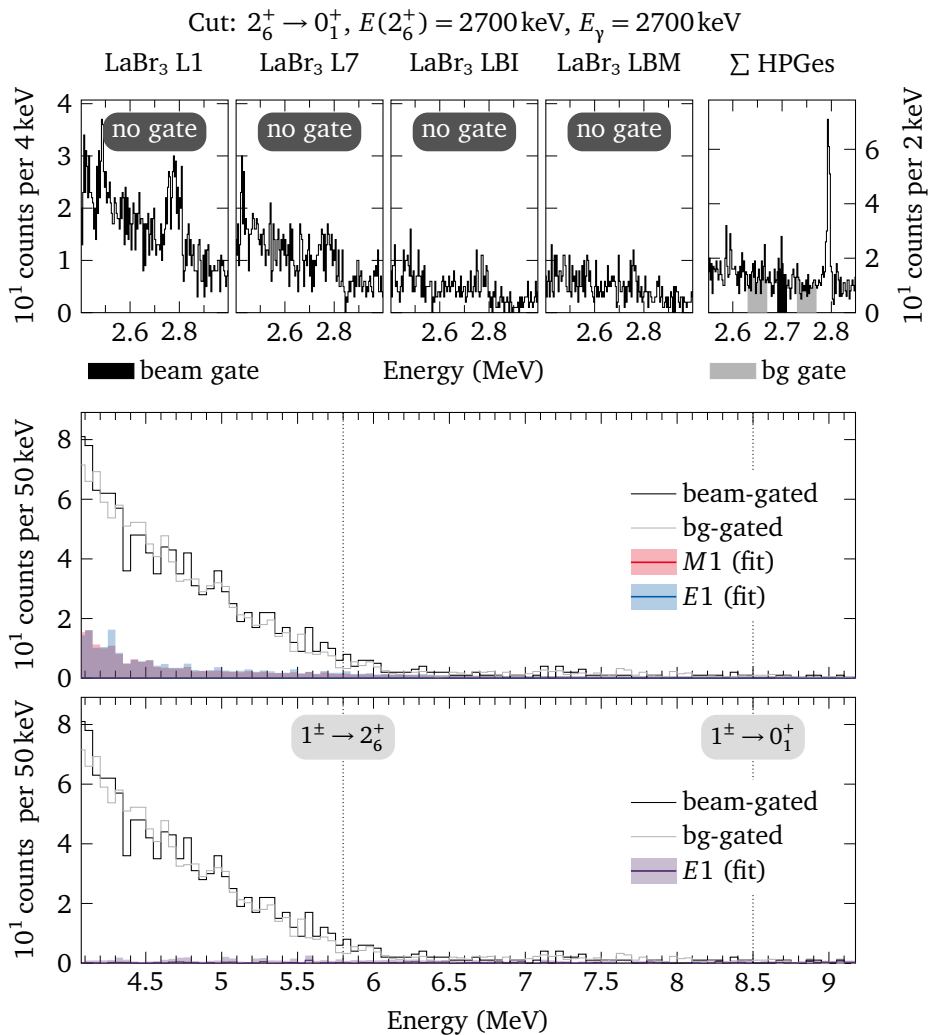 Cut: 2₆⁺ → 0₁⁺, E(2₆⁺) = 2700 keV, Eγ = 2700 keV
LaBr₃ L1 LaBr₃ L7 LaBr₃ LBI LaBr₃ LBM ∑ HPGes
no gate no gate no gate no gate
10¹ counts per 4 keV
4
3
2
1
0
10¹ counts per 2 keV
6
4
2
0
2.6 2.8 2.6 2.8 2.6 2.8 2.6 2.8 2.6 2.7 2.8
beam gate Energy (MeV) bg gate
10¹ counts per 50 keV
8
6
4
2
0
beam-gated
bg-gated
M1 (fit)
E1 (fit)
10¹ counts per 50 keV
8
6
4
2
0
1± → 2₆⁺ 1± → 0₁⁺
beam-gated
bg-gated
E1 (fit)
4.5 5 5.5 6 6.5 7 7.5 8 8.5 9
Energy (MeV)